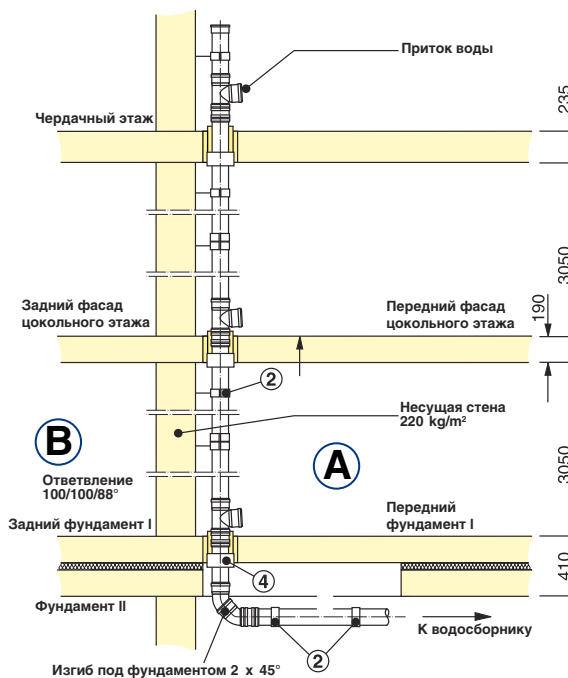 Приток воды
235
Чердачный этаж
3050
Задний фасад
цокольного этажа
Передний фасад
цокольного этажа
190
2
Несущая стена
220 kg/m²
B
A
Ответвление
100/100/88°
3050
Задний фундамент I
Передний
фундамент I
4
410
Фундамент II
К водосборнику
2
Изгиб под фундаментом 2 x 45°